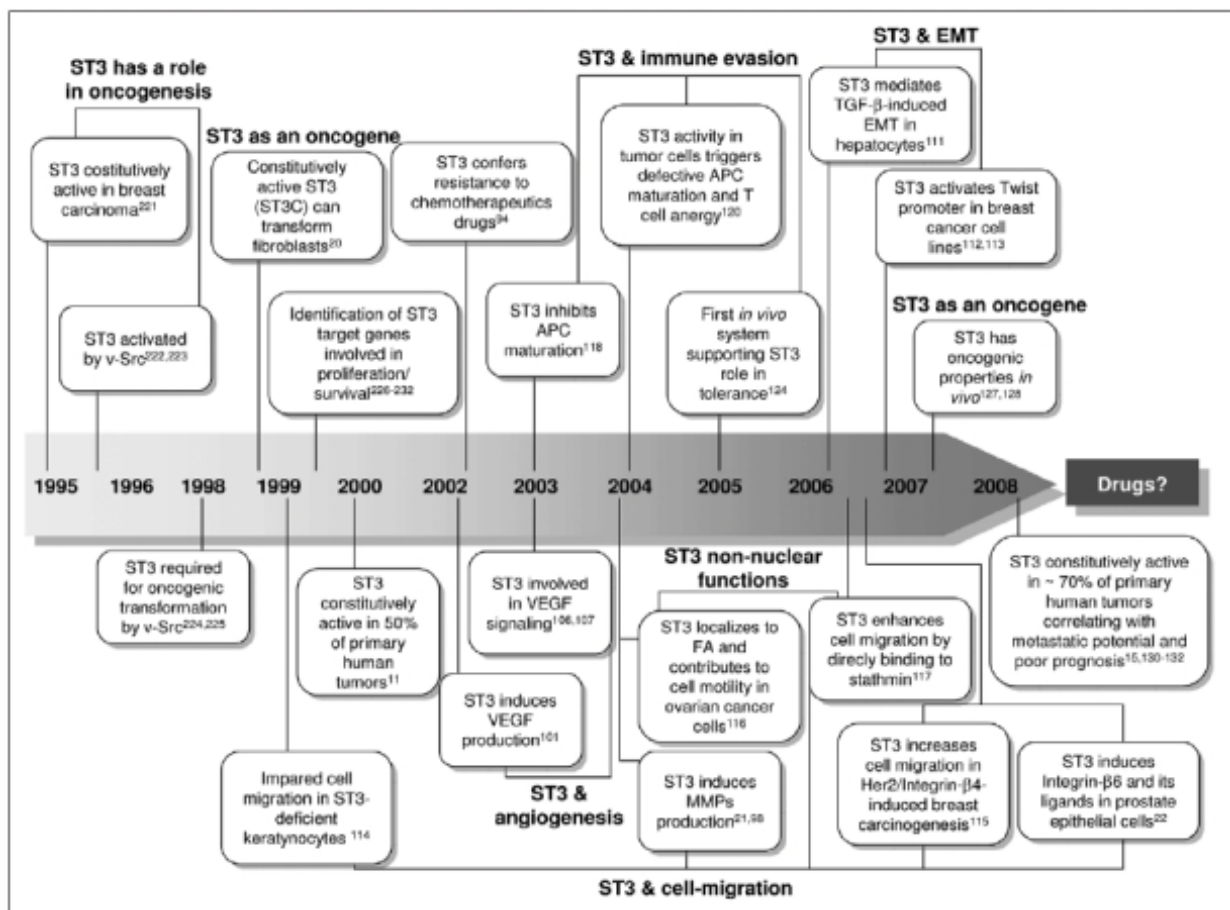 ST3 has a role
in oncogenesis
ST3 costitutively
active in breast
carcinoma221
ST3 activated
by v-Src222,223
ST3 as an oncogene
Constitutively
active ST3
(ST3C) can
transform
fibroblasts20
Identification of ST3
target genes
involved in
proliferation/
survival226-232
ST3 confers
resistance to
chemotherapeutics
drugs94
ST3 & immune evasion
ST3 inhibits
APC
maturation118
ST3 activity in
tumor cells triggers
defective APC
maturation and T
cell anergy120
First in vivo
system
supporting ST3
role in
tolerance124
ST3 & EMT
ST3 mediates
TGF-β-induced
EMT in
hepatocytes111
ST3 activates Twist
promoter in breast
cancer cell
lines112,113
ST3 as an oncogene
ST3 has
oncogenic
properties in
vivo127,128
1995 1996 1998 1999 2000 2002 2003 2004 2005 2006 2007 2008
Drugs?
ST3 required
for oncogenic
transformation
by v-Src224,225
Impared cell
migration in ST3-
deficient
keratynocytes 114
ST3
constitutively
active in 50%
of primary
human
tumors11
ST3 induces
VEGF
production101
ST3 involved
in VEGF
signaling106,107
ST3 &
angiogenesis
ST3 non-nuclear
functions
ST3 localizes to
FA and
contributes to
cell motility in
ovarian cancer
cells116
ST3 induces
MMPs
production21,98
ST3 enhances
cell migration by
direcly binding to
stathmin117
ST3 increases
cell migration in
Her2/Integrin-β4-
induced breast
carcinogenesis115
ST3 constitutively active
in ~ 70% of primary
human tumors
correlating with
metastatic potential and
poor prognosis15,130-132
ST3 induces
Integrin-β6 and its
ligands in prostate
epithelial cells22
ST3 & cell-migration